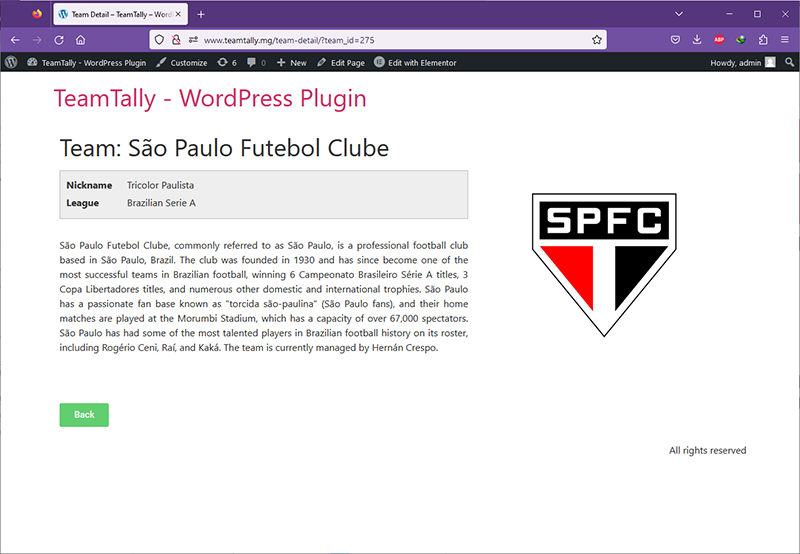 Team Detail – TeamTally – Word
www.teamtally.mg/team-detail/?team_id=275
ABP
TeamTally - WordPress Plugin
Customize
6
0
New
Edit Page
Edit with Elementor
Howdy, admin
TeamTally - WordPress Plugin
Team: São Paulo Futebol Clube
Nickname Tricolor Paulista
League Brazilian Serie A
SPFC
São Paulo Futebol Clube, commonly referred to as São Paulo, is a professional football club
based in São Paulo, Brazil. The club was founded in 1930 and has since become one of the
most successful teams in Brazilian football, winning 6 Campeonato Brasileiro Série A titles, 3
Copa Libertadores titles, and numerous other domestic and international trophies. São Paulo
has a passionate fan base known as "torcida são-paulina" (São Paulo fans), and their home
matches are played at the Morumbi Stadium, which has a capacity of over 67,000 spectators.
São Paulo has had some of the most talented players in Brazilian football history on its roster,
including Rogério Ceni, Raí, and Kaká. The team is currently managed by Hernán Crespo.
Back
All rights reserved